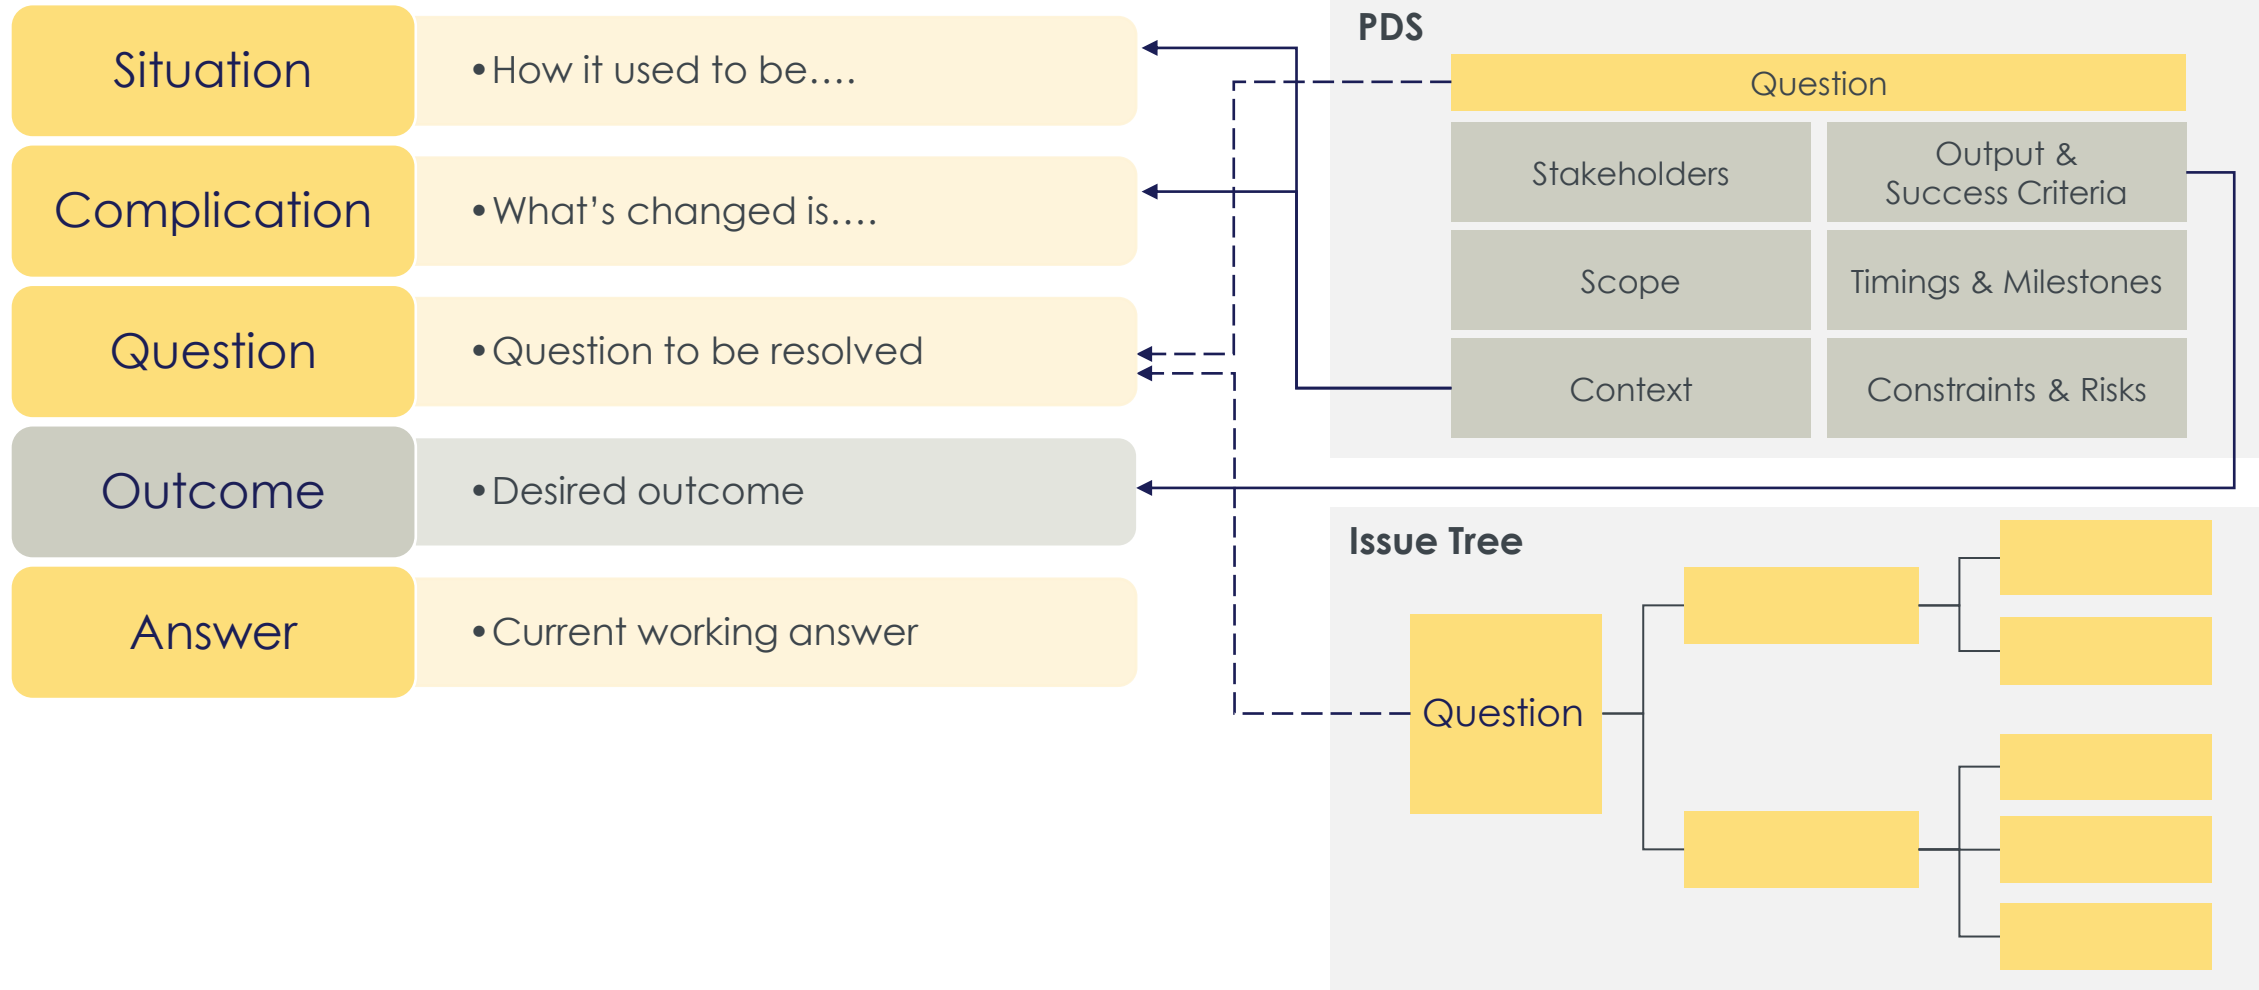 Situation
•How it used to be....
Complication
•What’s changed is....
Question
•Question to be resolved
Outcome
•Desired outcome
Answer
•Current working answer
PDS
Question
Stakeholders
Output &
Success Criteria
Scope
Timings & Milestones
Context
Constraints & Risks
Issue Tree
Question